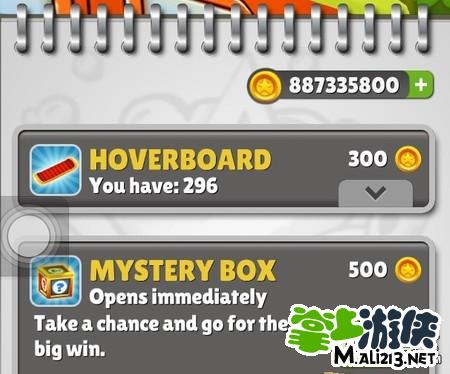 887335800 +
HOVERBOARD 300
You have: 296
MYSTERY BOX 500
Opens immediately
Take a chance and go for the
big win.
掌上游侠
M.ALI213.NET